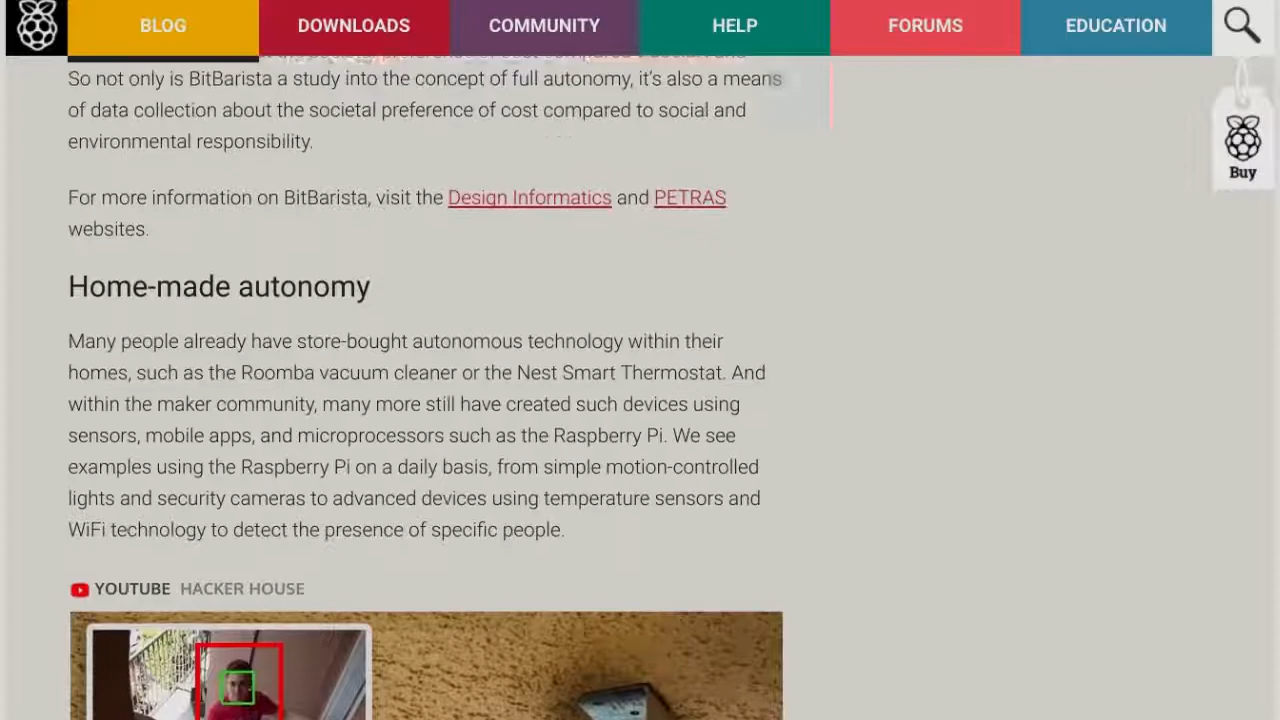 BLOG DOWNLOADS COMMUNITY HELP FORUMS EDUCATION
So not only is BitBarista a study into the concept of full autonomy, it's also a means
of data collection about the societal preference of cost compared to social and
environmental responsibility.
Buy
For more information on BitBarista, visit the Design Informatics and PETRAS
websites.
Home-made autonomy
Many people already have store-bought autonomous technology within their
homes, such as the Roomba vacuum cleaner or the Nest Smart Thermostat. And
within the maker community, many more still have created such devices using
sensors, mobile apps, and microprocessors such as the Raspberry Pi. We see
examples using the Raspberry Pi on a daily basis, from simple motion-controlled
lights and security cameras to advanced devices using temperature sensors and
WiFi technology to detect the presence of specific people.
YOUTUBE HACKER HOUSE